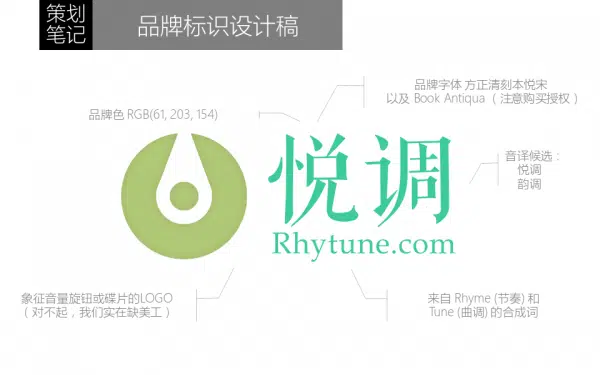 策划
笔记
品牌标识设计稿
品牌字体 方正清刻本悦宋
以及 Book Antiqua（注意购买授权）
品牌色 RGB(61, 203, 154)
音译候选：
悦调
韵调
悦调
Rhytune.com
象征音量旋钮或碟片的LOGO
（对不起，我们实在缺美工）
来自 Rhyme (节奏) 和
Tune (曲调) 的合成词